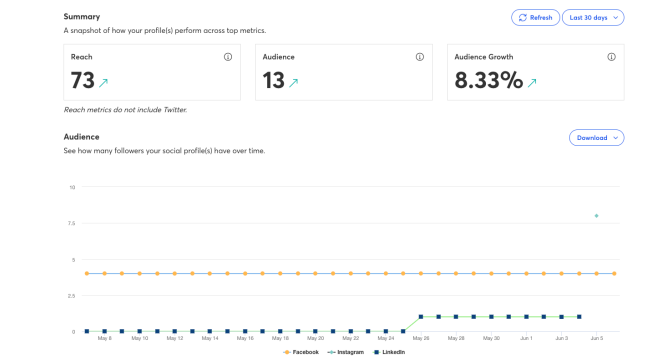 Summary
Refresh
Last 30 days
A snapshot of how your profile(s) perform across top metrics.
Reach
Audience
Audience Growth
73
13
8.33%
Reach metrics do not include Twitter.
Audience
Download
See how many followers your social profile(s) have over time.
10
7.5
5
2.5
0
May 8 May 10 May 12 May 14 May 16 May 18 May 20 May 22 May 24 May 26 May 28 May 30 Jun 1 Jun 3 Jun 5
Facebook Instagram LinkedIn